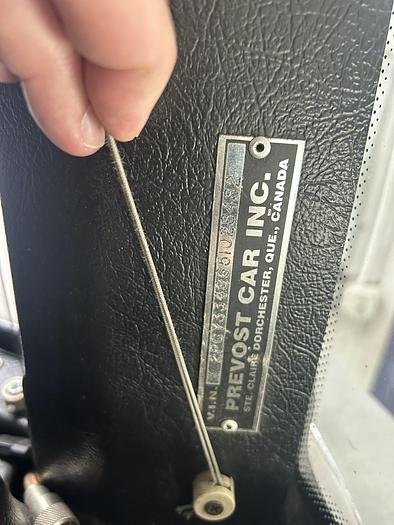 V.I.N.
PREVOST CAR INC.
STE. CLAIRE DORCHESTER, QUE., CANADA